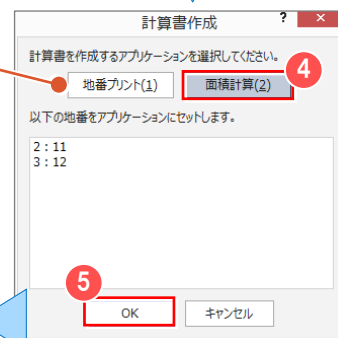 計算書作成 ? ×
計算書を作成するアプリケーションを選択してください。
4
地番プリント(1) 面積計算(2)
以下の地番をアプリケーションにセットします。
2 : 11
3 : 12
5
OK キャンセル